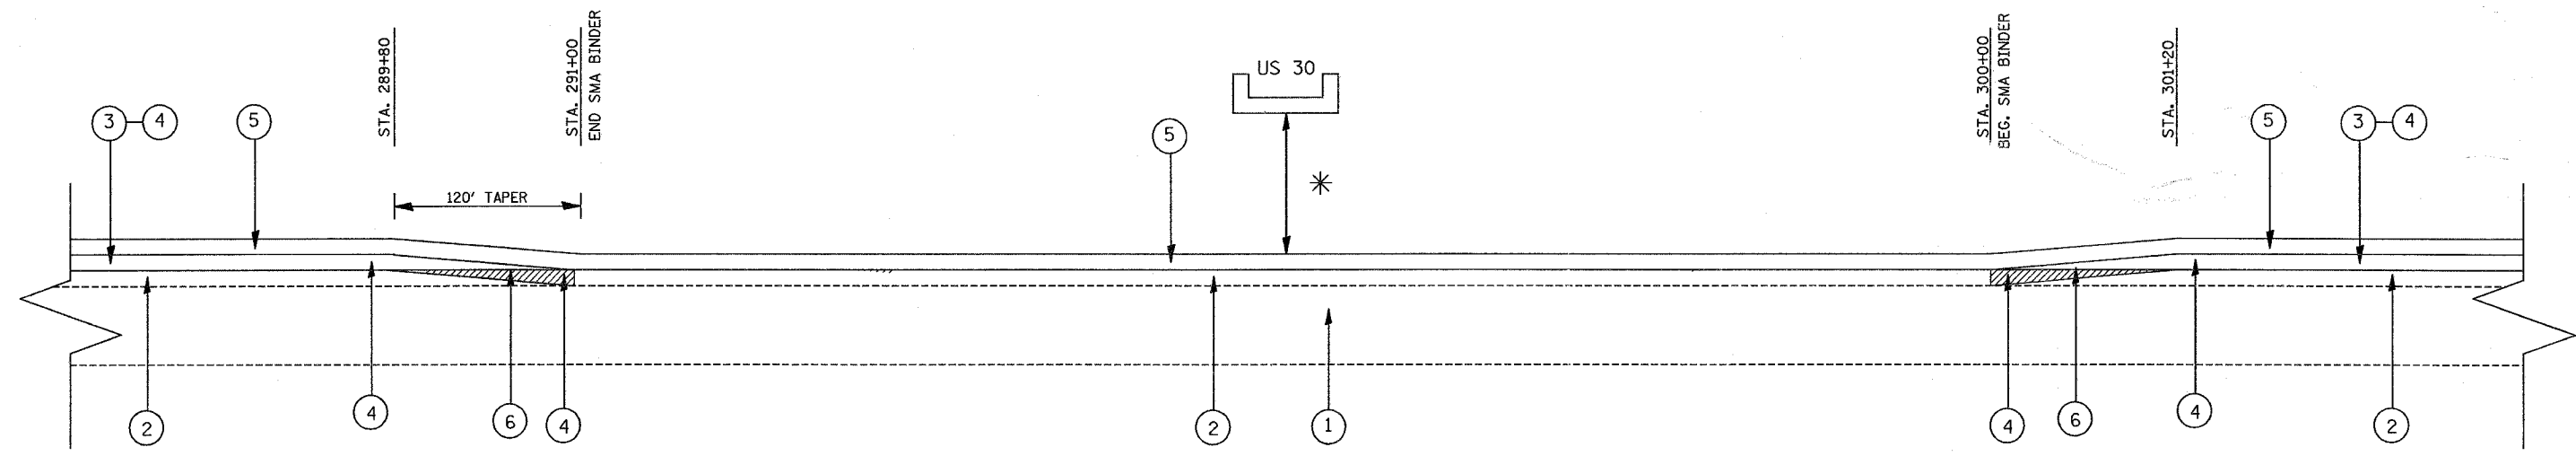 STA. 289+80
STA. 291+00
END SMA BINDER
US 30
STA. 300+00
BEG. SMA BINDER
STA. 301+20
3
4
5
5
5
3
4
*
120' TAPER
2
4
6
4
2
1
4
6
4
2